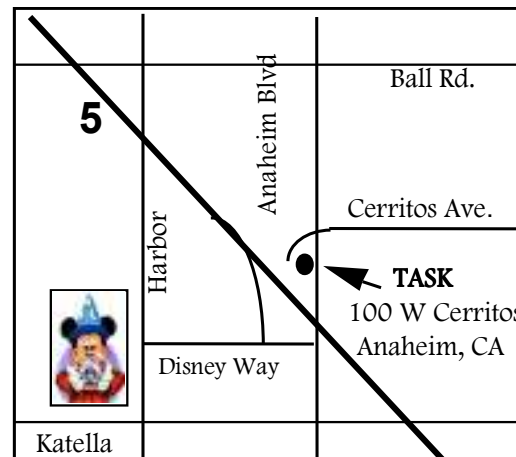 Ball Rd.
Anaheim Blvd
5
Cerritos Ave.
Harbor
TASK
100 W Cerritos
Anaheim, CA
Disney Way
Katella